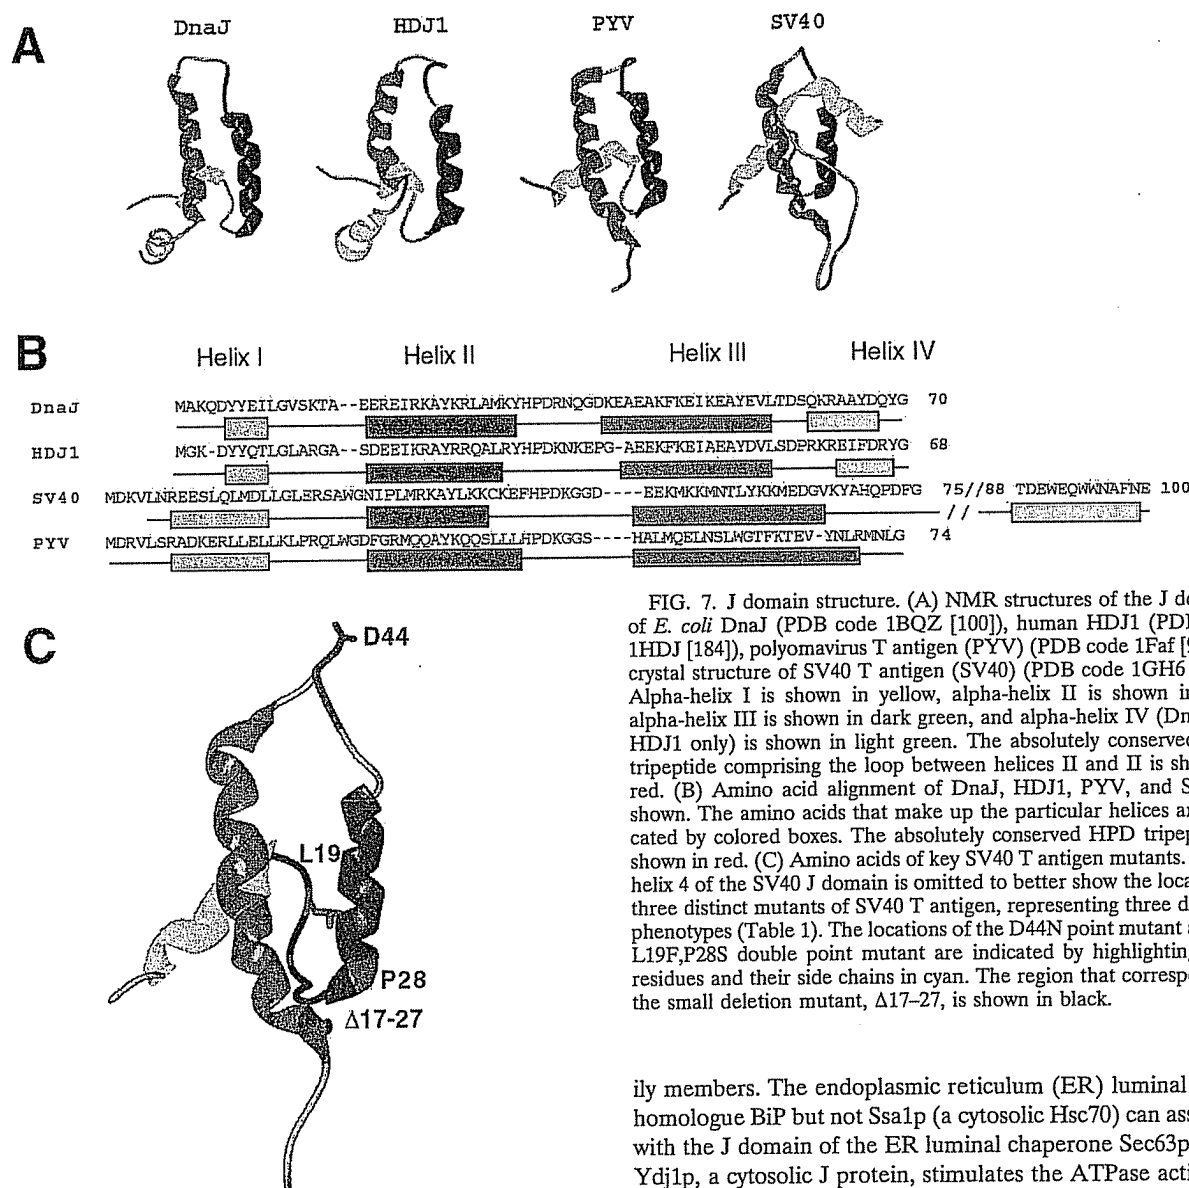 A
DnaJ HDJ1 PYV SV40
B
Helix I Helix II Helix III Helix IV
DnaJ MAKQDYYEILGVSKTA--EEREIRKAYKRLAMKYHPDRNQGDKEAEAKFKEIKEAYEVLTDSQKRAAYDQYG 70
HDJ1 MGK-DYYQTLGLARGA--SDEEIKRAYRRQALRYHPDKNKEPG-AEEKFKEIAEAYDVLSDPRKREIFDRYG 68
SV40 MDKVLNREESLQLMDLLGLERSAWGNIPLMRKAYLKKCKEFHPDKGGD----EEKMKKMNTLYKKMEDGVKYAHQPDFG 75//88 TDEWEQWWNAFNE 100
//
PYV MDRVLSRADKERLLELLKLPRQLWGDFGRMQQAYKQQSLLLHPDKGGS----HALMQELNSLWGTFKTEV-YNLRMNLG 74
C
D44
L19
P28
Δ17-27
FIG. 7. J domain structure. (A) NMR structures of the J do
of E. coli DnaJ (PDB code 1BQZ [100]), human HDJ1 (PD
1HDJ [184]), polyomavirus T antigen (PYV) (PDB code 1Faf [
crystal structure of SV40 T antigen (SV40) (PDB code 1GH6
Alpha-helix I is shown in yellow, alpha-helix II is shown i
alpha-helix III is shown in dark green, and alpha-helix IV (Dn
HDJ1 only) is shown in light green. The absolutely conserve
tripeptide comprising the loop between helices II and II is sh
red. (B) Amino acid alignment of DnaJ, HDJ1, PYV, and S
shown. The amino acids that make up the particular helices a
cated by colored boxes. The absolutely conserved HPD tripep
shown in red. (C) Amino acids of key SV40 T antigen mutants.
helix 4 of the SV40 J domain is omitted to better show the loca
three distinct mutants of SV40 T antigen, representing three d
phenotypes (Table 1). The locations of the D44N point mutant
L19F,P28S double point mutant are indicated by highlightin
residues and their side chains in cyan. The region that correspo
the small deletion mutant, Δ17–27, is shown in black.
ily members. The endoplasmic reticulum (ER) luminal
homologue BiP but not Ssa1p (a cytosolic Hsc70) can ass
with the J domain of the ER luminal chaperone Sec63p
Ydj1p, a cytosolic J protein, stimulates the ATPase acti